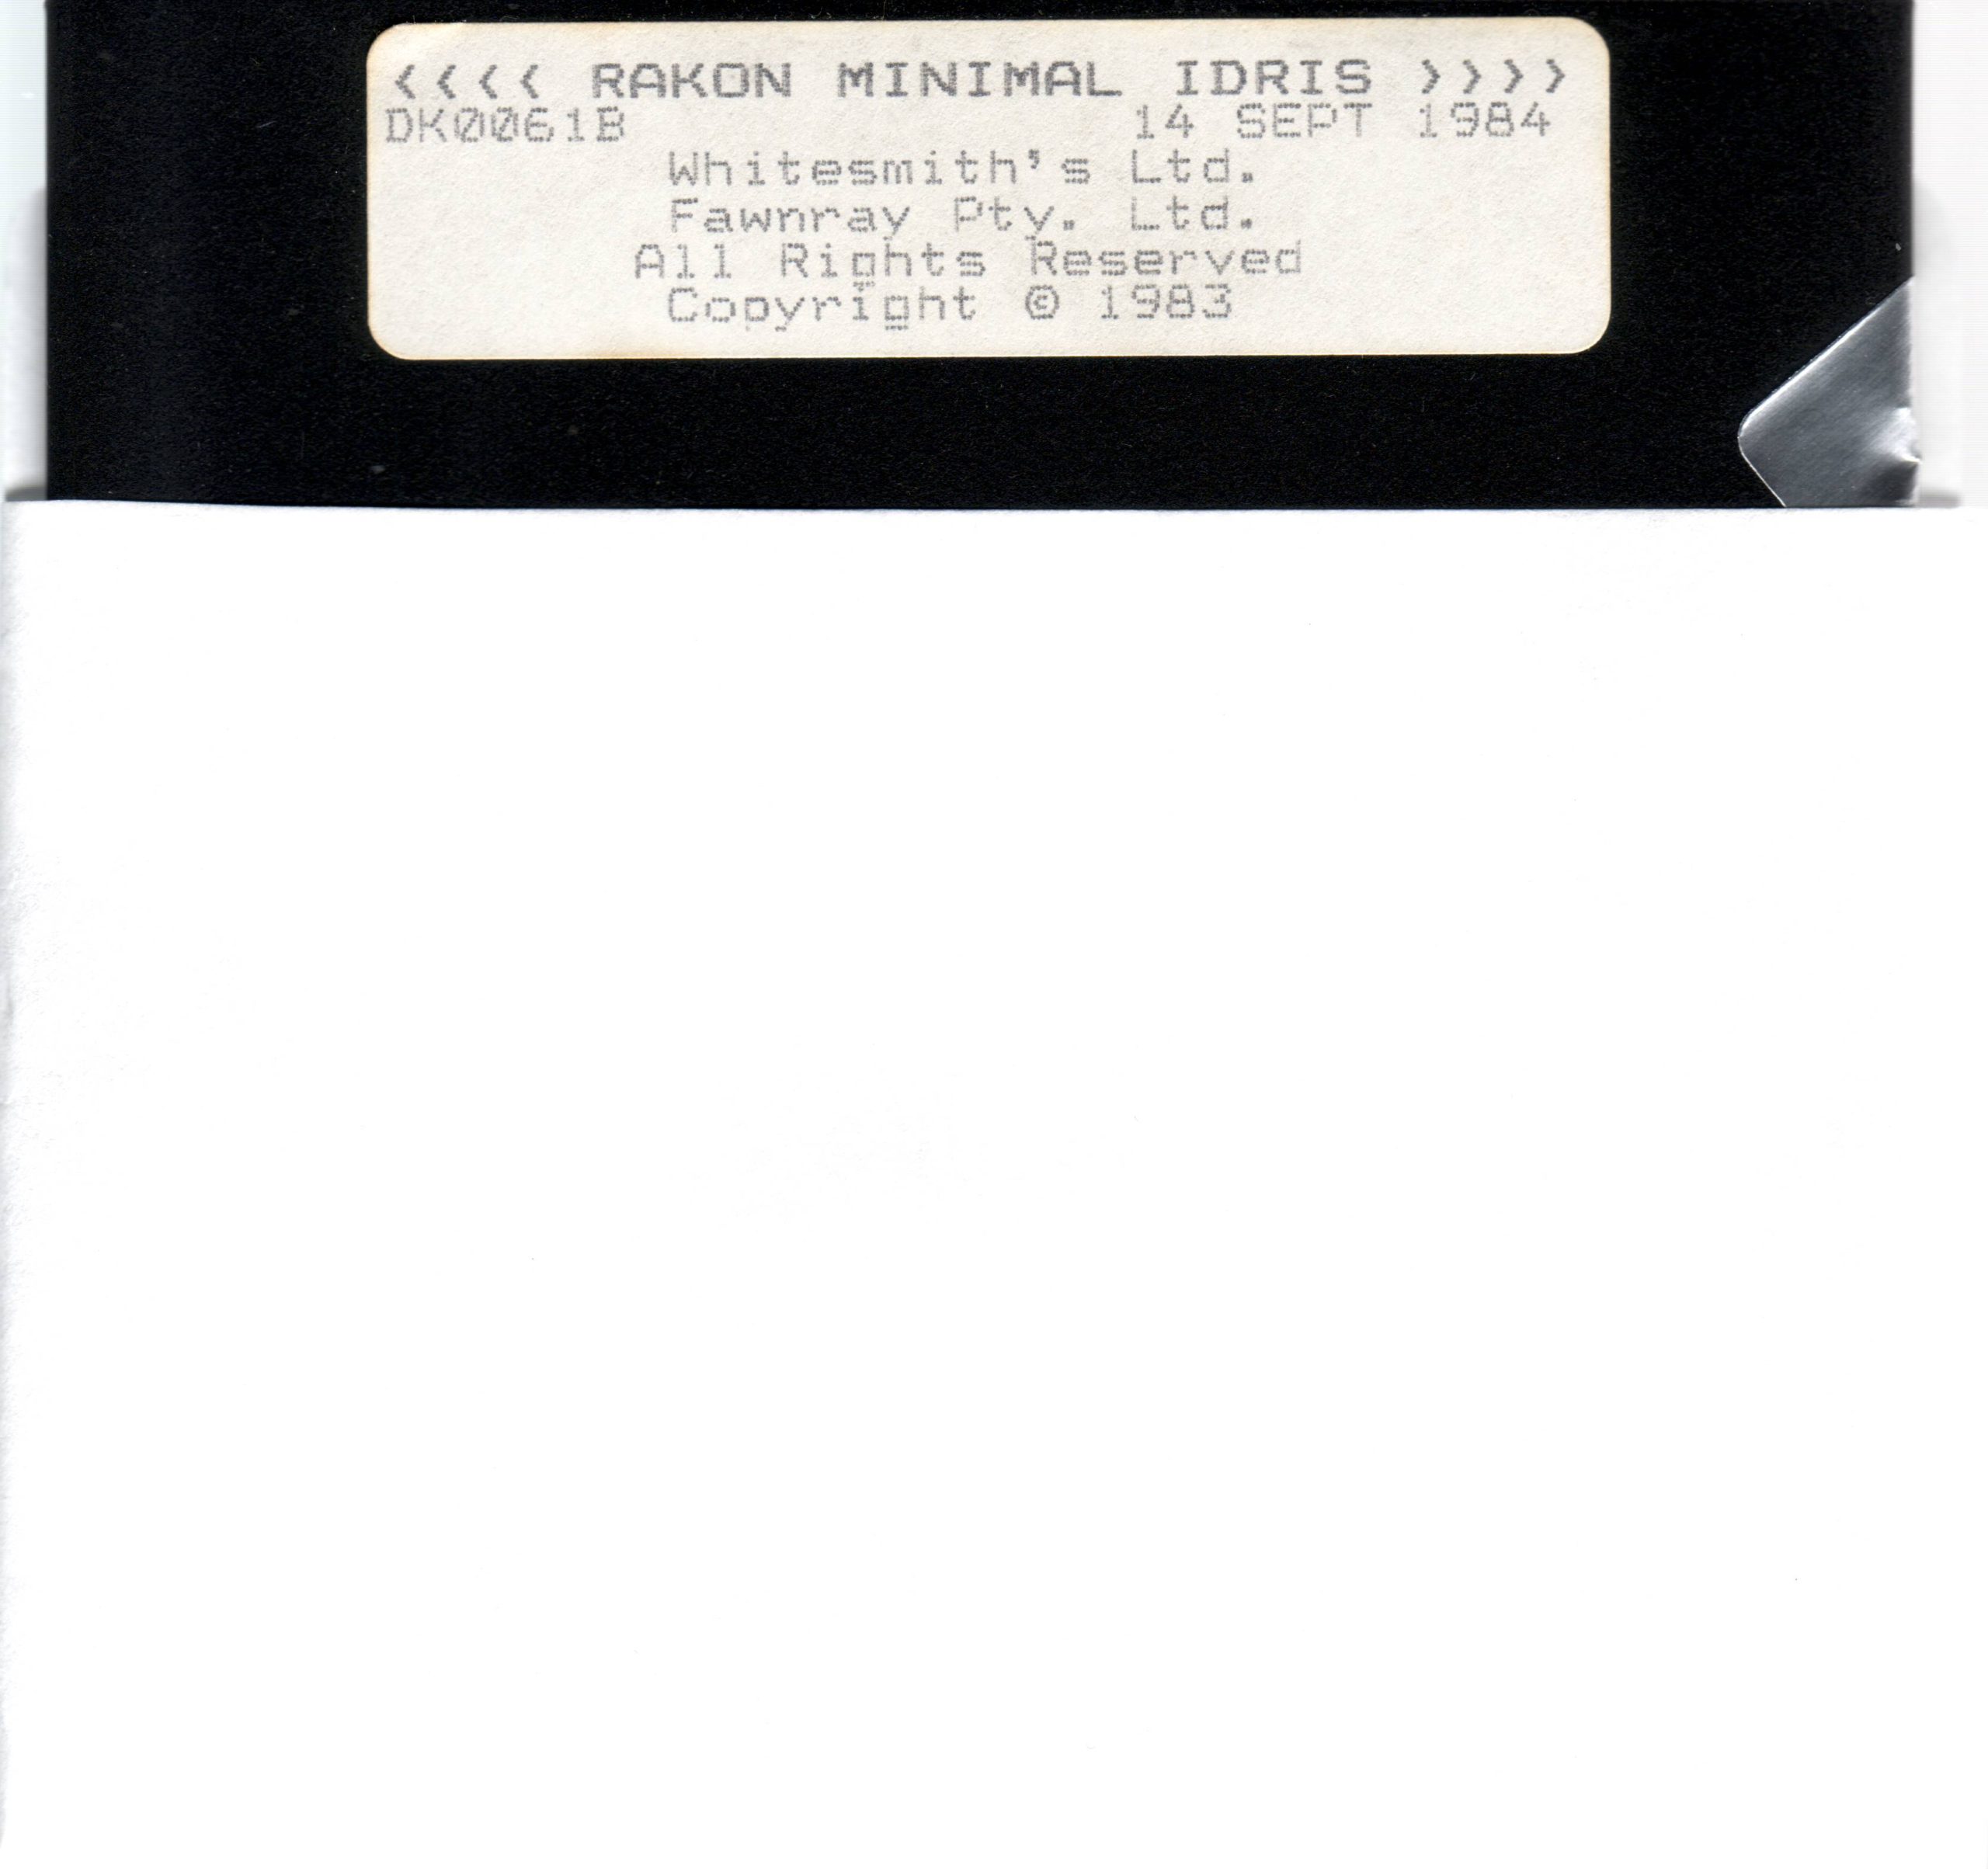 <<<< RAKON MINIMAL IDRIS >>>>
DK0061B 14 SEPT 1984
Whitesmith's Ltd.
Fawnray Pty. Ltd.
All Rights Reserved
Copyright © 1983